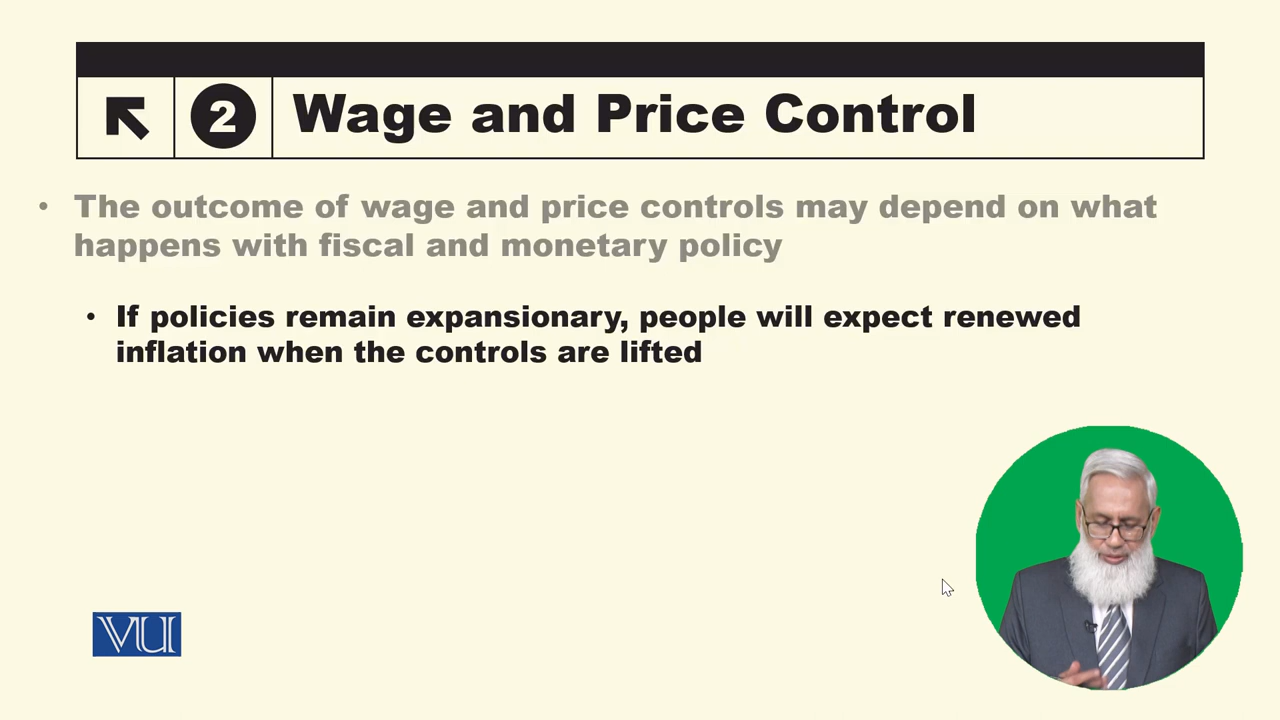 2 Wage and Price Control
• The outcome of wage and price controls may depend on what
happens with fiscal and monetary policy
• If policies remain expansionary, people will expect renewed
inflation when the controls are lifted
VU